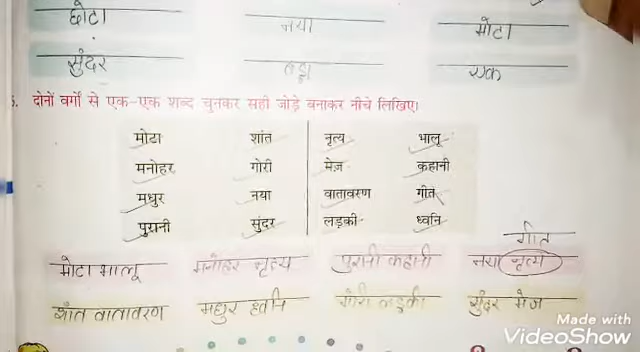 छोटा नया मोटा
सुंदर एक
5. दोनों वर्गों से एक-एक शब्द चुनकर सही जोड़े बनाकर नीचे लिखिए।
मोटा शांत नृत्य भालू
मनोहर गोरी मेज़ कहानी
मधुर नया वातावरण गीत
पुरानी सुंदर लड़की ध्वनि
गीत
मोटा भालू मनोहर नृत्य पुरानी कहानी नया नृत्य
शांत वातावरण मधुर ध्वनि गोरी लड़की सुंदर मेज
Made with
VideoShow